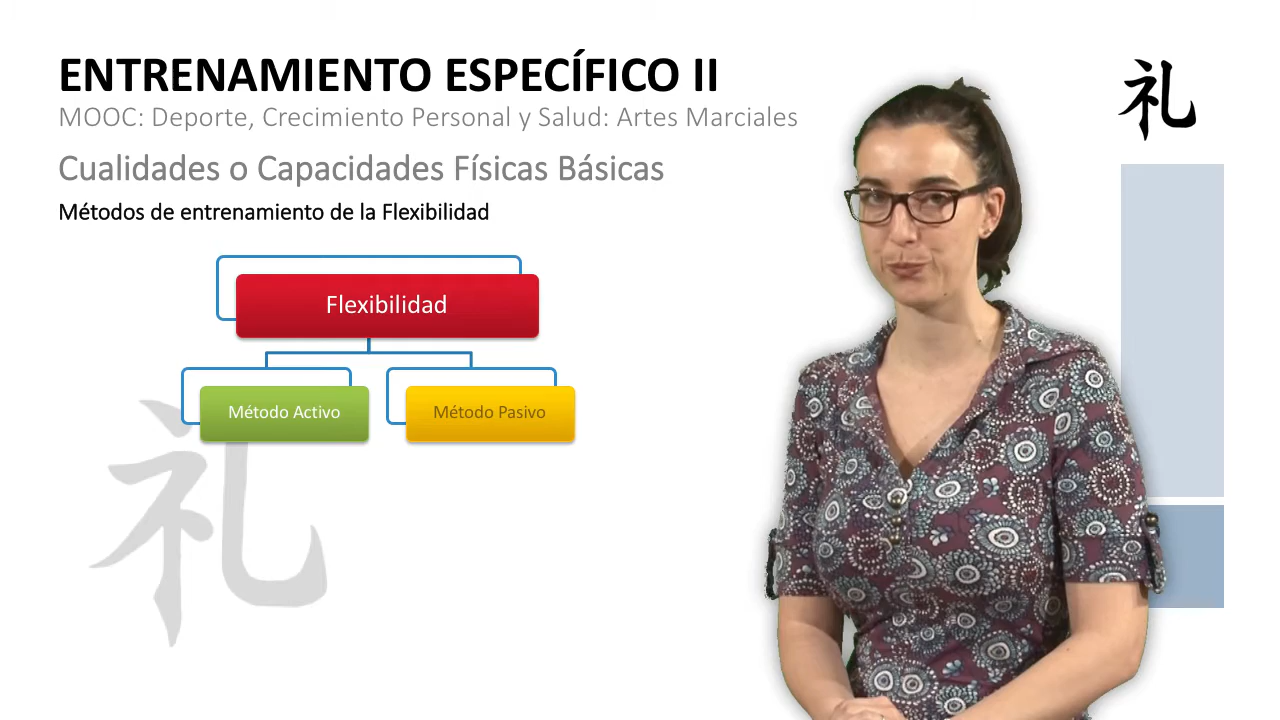 ENTRENAMIENTO ESPECÍFICO II
MOOC: Deporte, Crecimiento Personal y Salud: Artes Marciales
礼
Cualidades o Capacidades Físicas Básicas
Métodos de entrenamiento de la Flexibilidad
Flexibilidad
Método Activo
Método Pasivo
礼